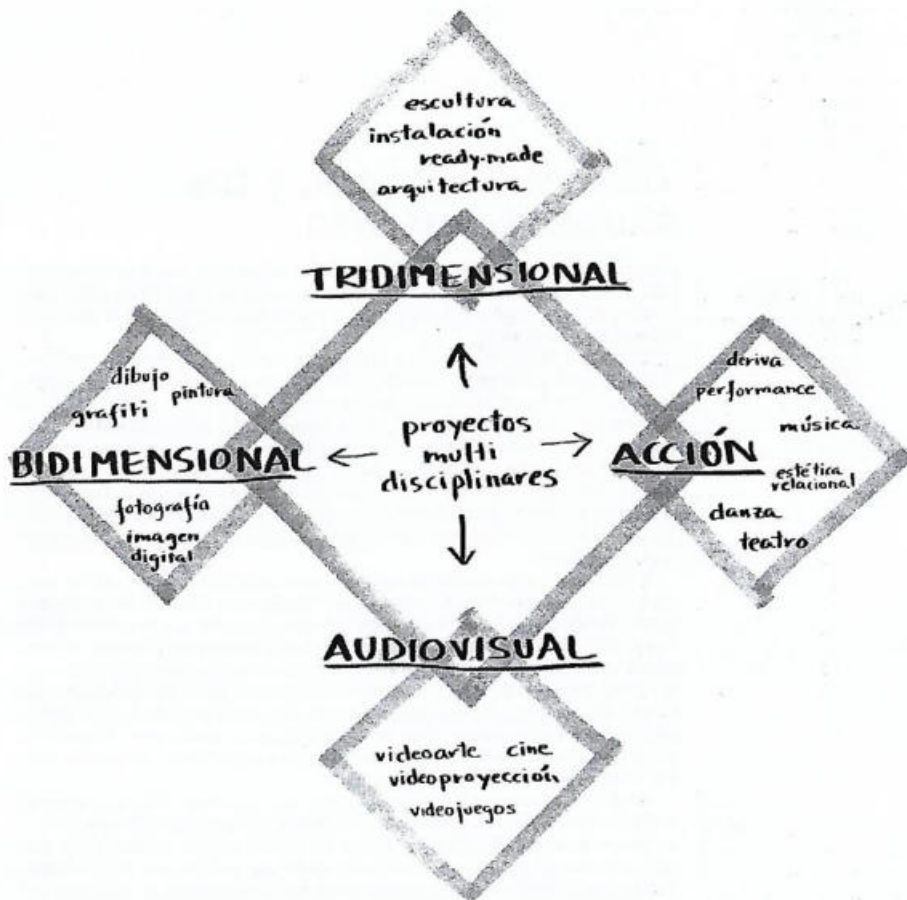 escultura
instalación
ready-made
arquitectura
TRIDIMENSIONAL
dibujo
pintura
grafiti
BIDIMENSIONAL
fotografía
imagen
digital
proyectos
multi
disciplinares
deriva
performance
música
ACCIÓN
estética
relacional
danza
teatro
AUDIOVISUAL
videoarte cine
videoproyección
videojuegos